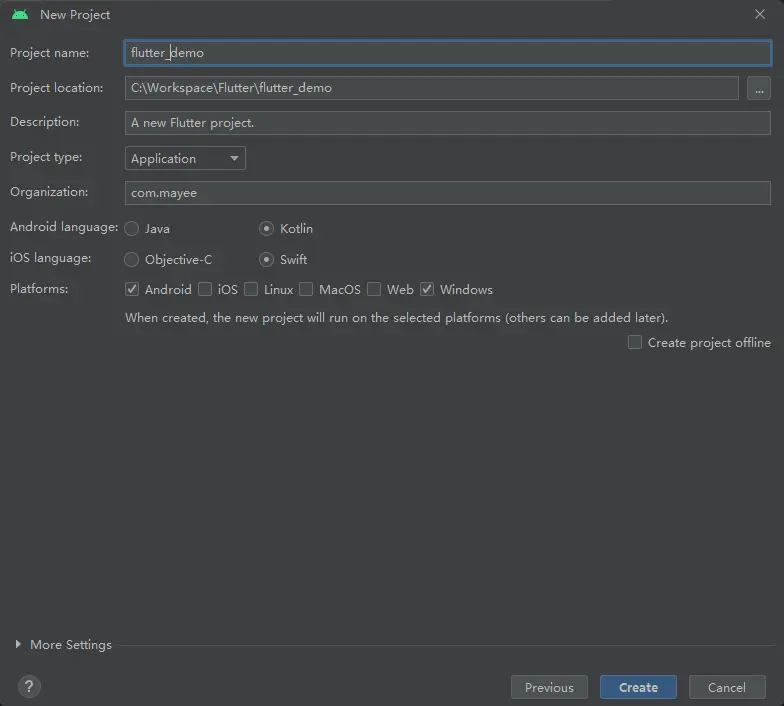 New Project
Project name: flutter_demo
Project location: C:\Workspace\Flutter\flutter_demo ...
Description: A new Flutter project.
Project type: Application
Organization: com.mayee
Android language: Java Kotlin
iOS language: Objective-C Swift
Platforms: Android iOS Linux MacOS Web Windows
When created, the new project will run on the selected platforms (others can be added later).
Create project offline
More Settings
? Previous Create Cancel